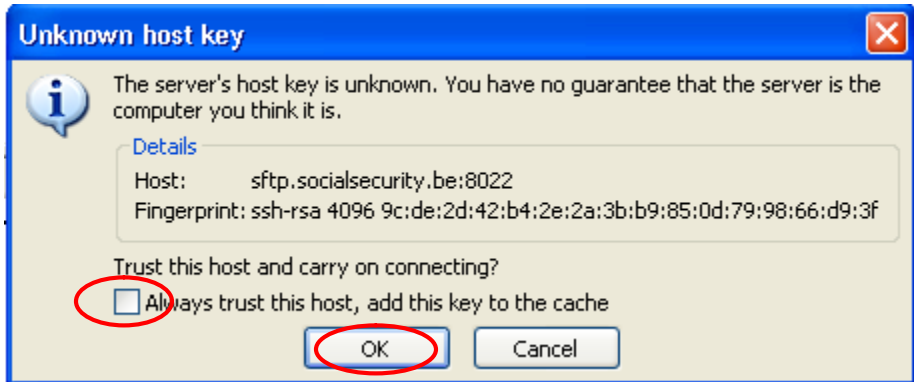 Unknown host key
The server's host key is unknown. You have no guarantee that the server is the
computer you think it is.
Details
Host: sftp.socialsecurity.be:8022
Fingerprint: ssh-rsa 4096 9c:de:2d:42:b4:2e:2a:3b:b9:85:0d:79:98:66:d9:3f
Trust this host and carry on connecting?
Always trust this host, add this key to the cache
OK Cancel